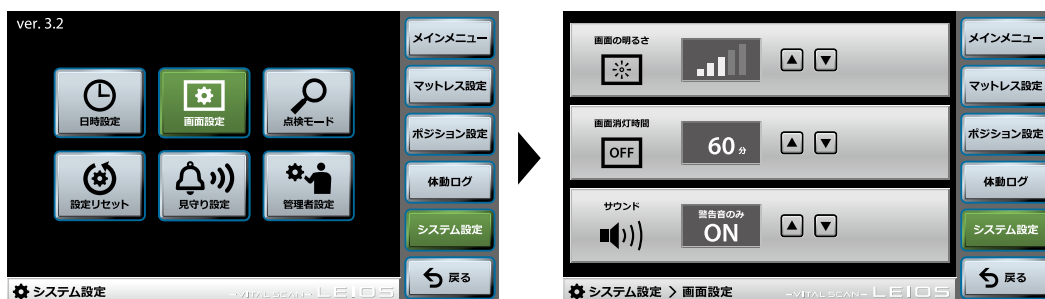 ver. 3.2
日時設定
画面設定
点検モード
設定リセット
見守り設定
管理者設定
メインメニュー
マットレス設定
ポジション設定
体動ログ
システム設定
戻る
システム設定
-VITAL SCAN- LEIOS
画面の明るさ
画面消灯時間
OFF
60分
サウンド
警告音のみ
ON
メインメニュー
マットレス設定
ポジション設定
体動ログ
システム設定
戻る
システム設定 > 画面設定
-VITAL SCAN- LEIOS